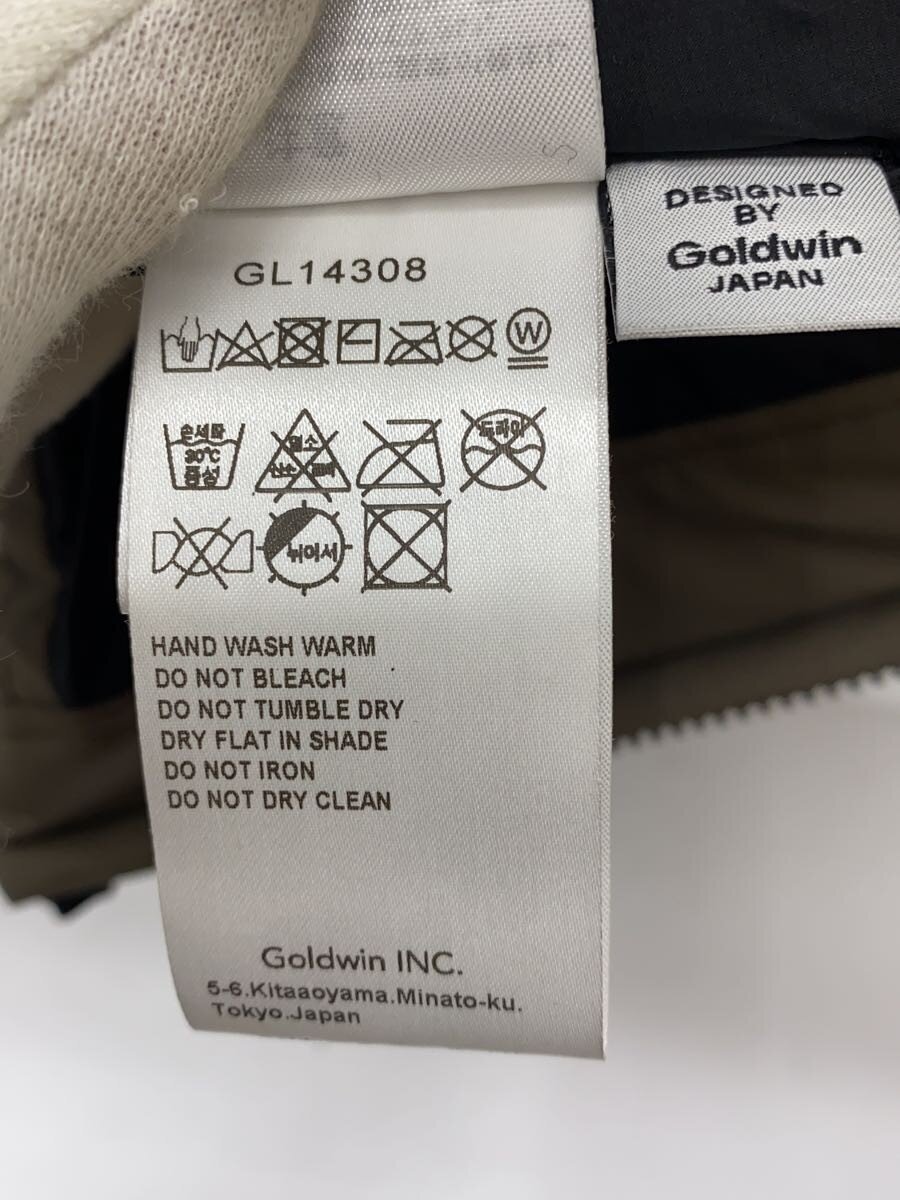 GL14308
W
손세탁
30℃
중성
염소
산소 표백
드라이
뉘어서
HAND WASH WARM
DO NOT BLEACH
DO NOT TUMBLE DRY
DRY FLAT IN SHADE
DO NOT IRON
DO NOT DRY CLEAN
Goldwin INC.
5-6.Kitaaoyama.Minato-ku.
Tokyo.Japan
DESIGNED
BY
Goldwin
JAPAN
S